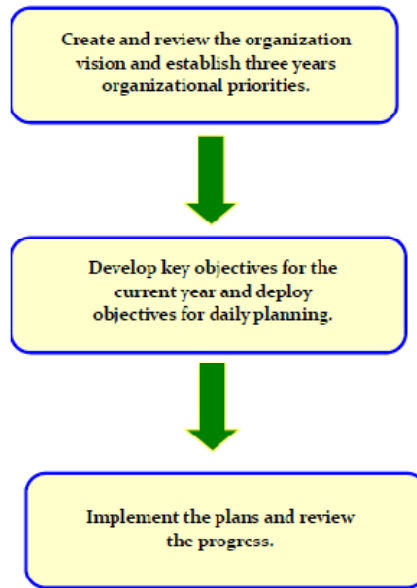 Create and review the organization
vision and establish three years
organizational priorities.
Develop key objectives for the
current year and deploy
objectives for daily planning.
Implement the plans and review
the progress.